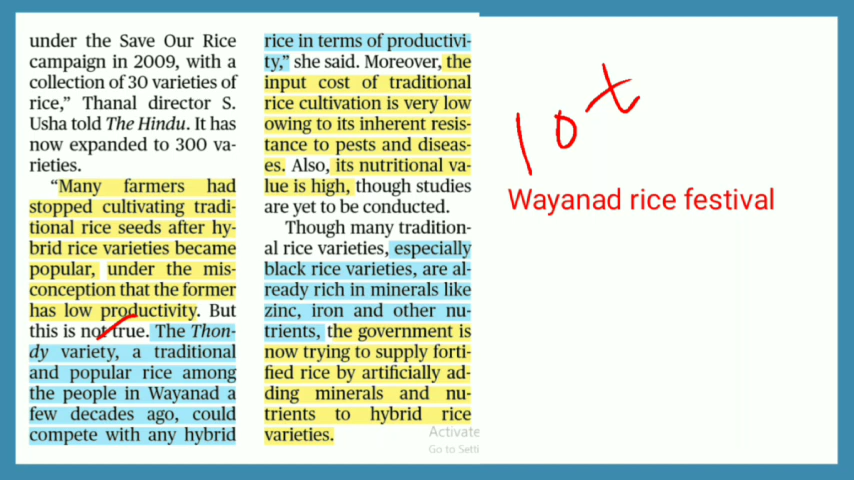 under the Save Our Rice
campaign in 2009, with a
collection of 30 varieties of
rice,” Thanal director S.
Usha told The Hindu. It has
now expanded to 300 va-
rieties.
“Many farmers had
stopped cultivating tradi-
tional rice seeds after hy-
brid rice varieties became
popular, under the mis-
conception that the former
has low productivity. But
this is not true. The Thon-
dy variety, a traditional
and popular rice among
the people in Wayanad a
few decades ago, could
compete with any hybrid
rice in terms of productivi-
ty,” she said. Moreover, the
input cost of traditional
rice cultivation is very low
owing to its inherent resis-
tance to pests and diseas-
es. Also, its nutritional va-
lue is high, though studies
are yet to be conducted.
Though many tradition-
al rice varieties, especially
black rice varieties, are al-
ready rich in minerals like
zinc, iron and other nu-
trients, the government is
now trying to supply forti-
fied rice by artificially ad-
ding minerals and nu-
trients to hybrid rice
varieties.
Activate
Go to Setti
10t
Wayanad rice festival